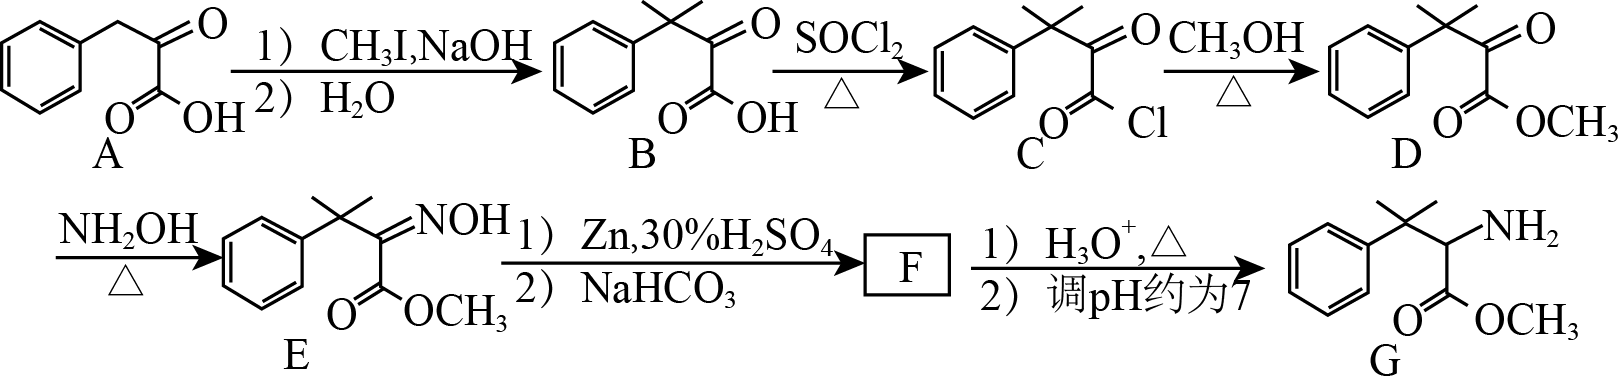 O
O
OH
A
1) CH3I,NaOH
2) H2O
O
O
OH
B
SOCl2
△
O
O
Cl
C
CH3OH
△
O
O
OCH3
D
NH2OH
△
NOH
O
OCH3
E
1) Zn,30%H2SO4
2) NaHCO3
F
1) H3O+,△
2) 调pH约为7
NH2
O
OCH3
G